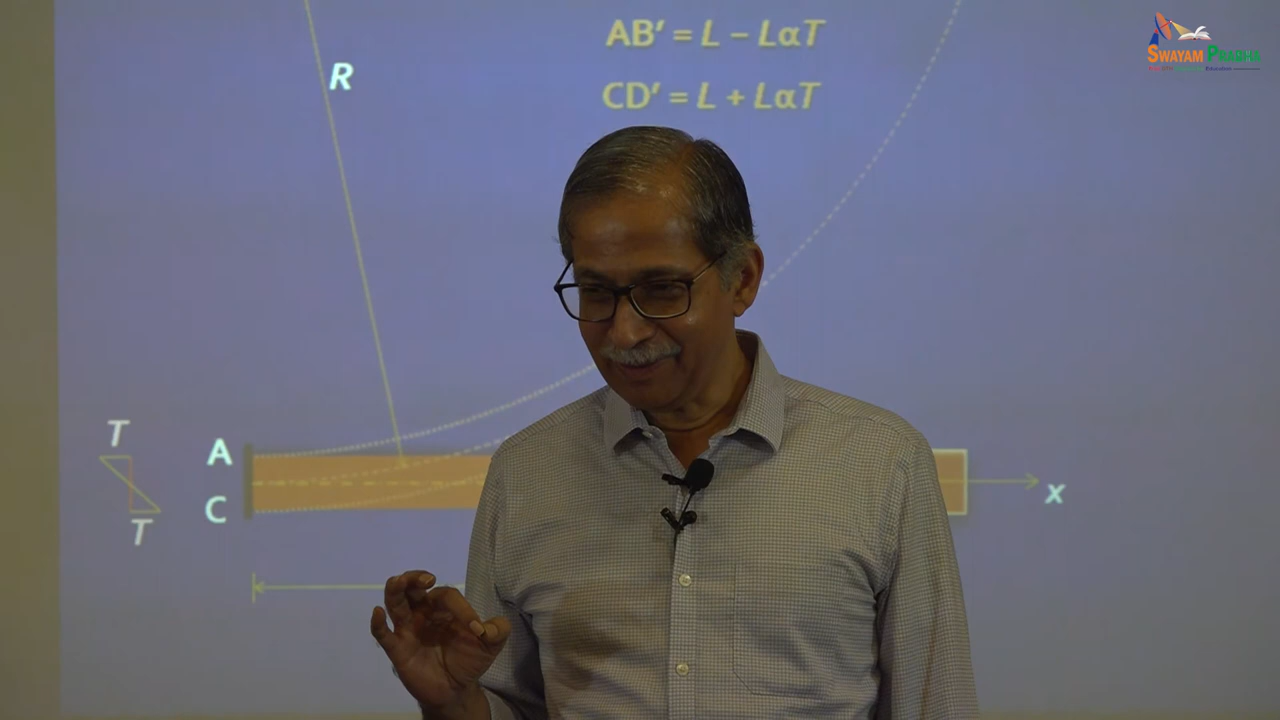 AB′ = L − LαT
CD′ = L + LαT
R
SWAYAM PRABHA
T
A
C
T
x